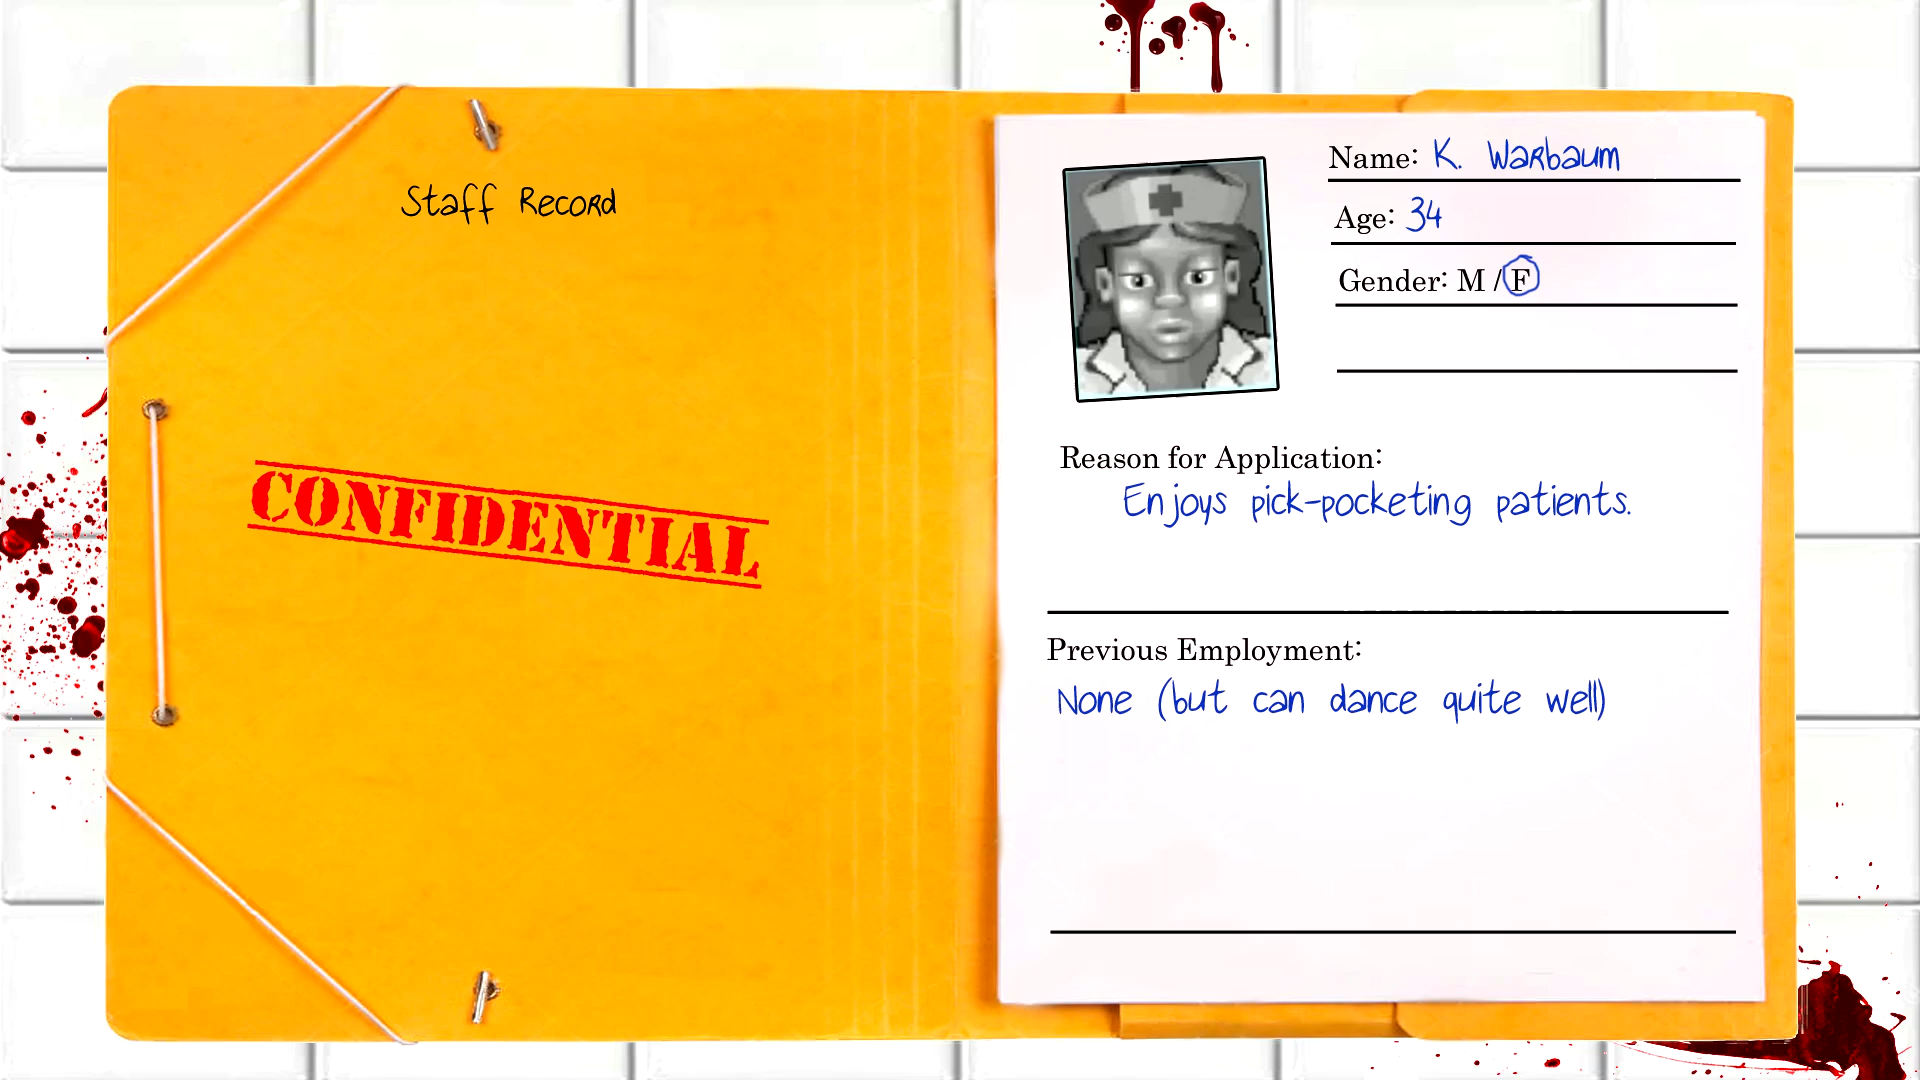 Staff Record
CONFIDENTIAL
Name: K. Warbaum
Age: 34
Gender: M / F
Reason for Application:
Enjoys pick-pocketing patients.
Previous Employment:
None (but can dance quite well)